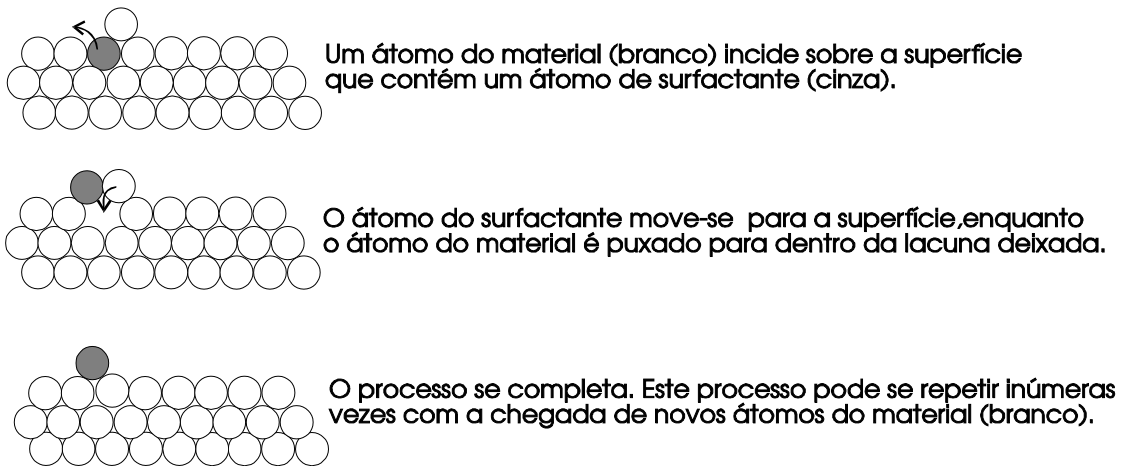 Um átomo do material (branco) incide sobre a superfície
que contém um átomo de surfactante (cinza).
O átomo do surfactante move-se para a superfície,enquanto
o átomo do material é puxado para dentro da lacuna deixada.
O processo se completa. Este processo pode se repetir inúmeras
vezes com a chegada de novos átomos do material (branco).